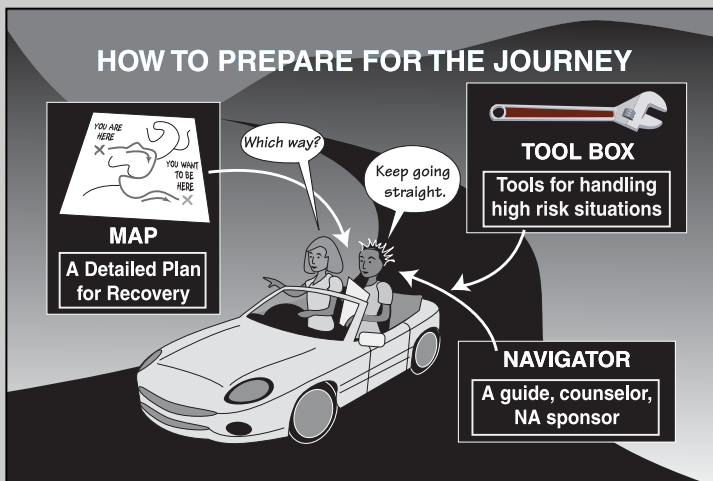 HOW TO PREPARE FOR THE JOURNEY
YOU ARE
HERE
YOU WANT
TO BE
HERE
MAP
A Detailed Plan
for Recovery
Which way?
Keep going
straight.
TOOL BOX
Tools for handling
high risk situations
NAVIGATOR
A guide, counselor,
NA sponsor